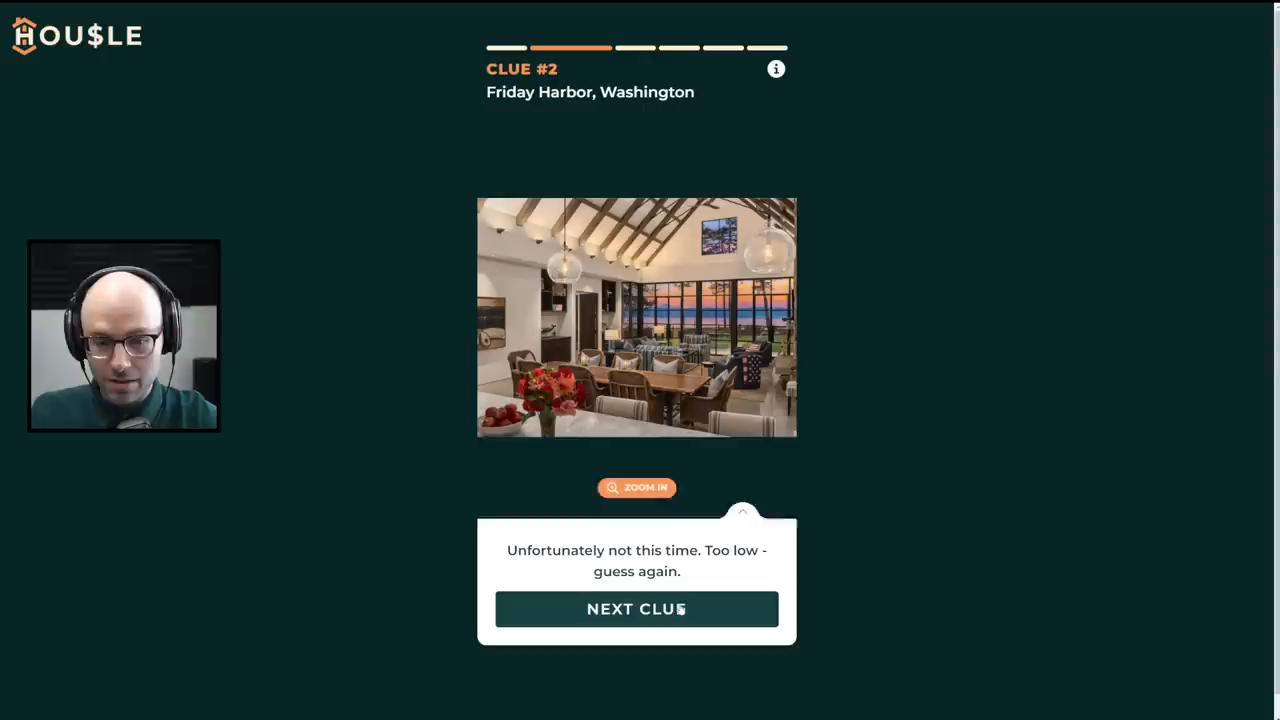 HOU$LE
CLUE #2
Friday Harbor, Washington
ZOOM IN
Unfortunately not this time. Too low -
guess again.
NEXT CLUE